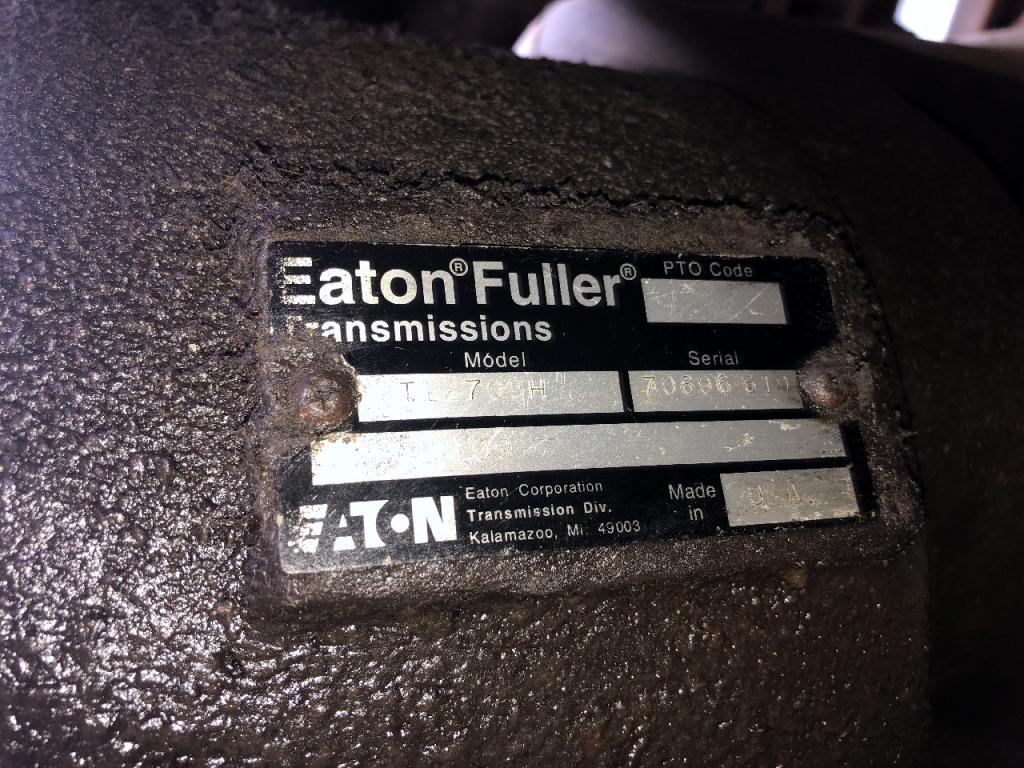 Eaton® Fuller®
Transmissions
PTO Code
Model
Serial
Eaton Corporation
Transmission Div.
Kalamazoo, Mi. 49003
EATON
Made
in
U.S.A.